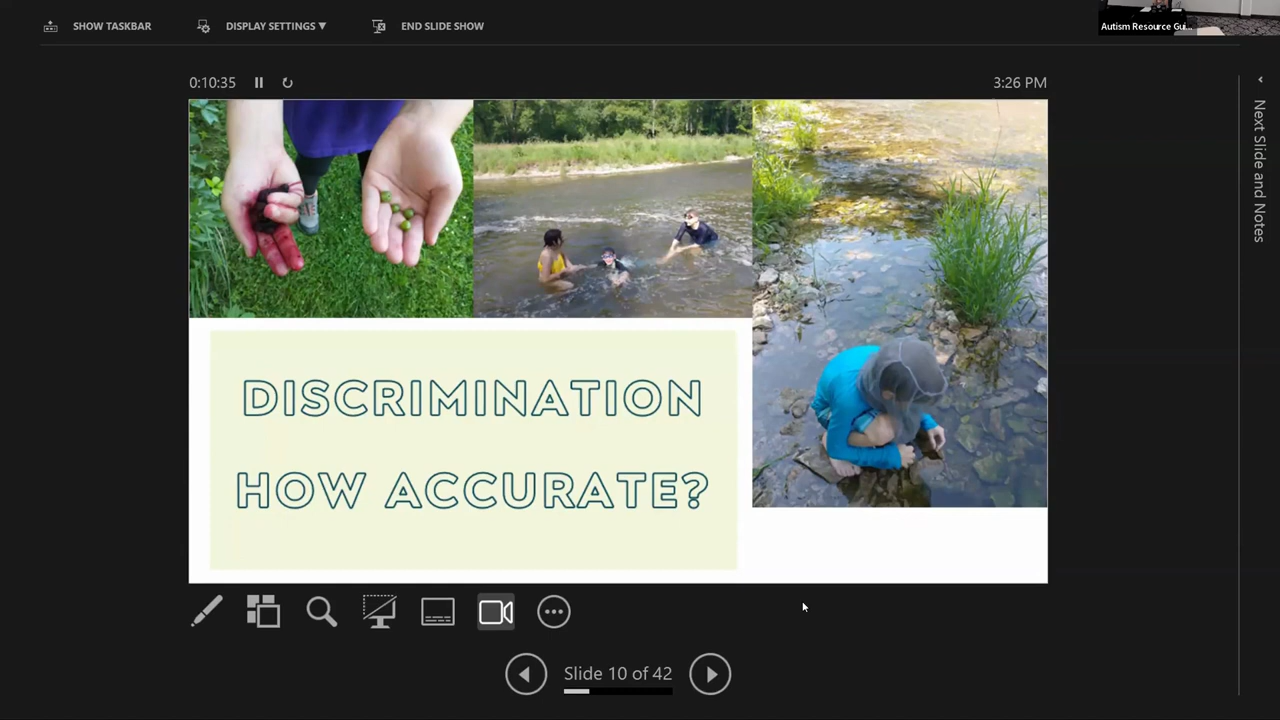 SHOW TASKBAR
DISPLAY SETTINGS ▼
END SLIDE SHOW
Autism Resource Gui...
0:10:35
3:26 PM
Next Slide and Notes
DISCRIMINATION
HOW ACCURATE?
Slide 10 of 42